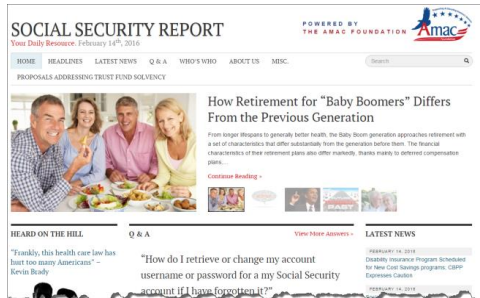 SOCIAL SECURITY REPORT
Your Daily Resource. February 14th, 2016
POWERED BY
THE AMAC FOUNDATION
Amac
HOME HEADLINES LATEST NEWS Q & A WHO'S WHO ABOUT US MISC.
Search
PROPOSALS ADDRESSING TRUST FUND SOLVENCY
How Retirement for “Baby Boomers” Differs
From the Previous Generation
From longer lifespans to generally better health, the Baby Boom generation approaches retirement with
a set of characteristics that differ substantially from the generation before them. The financial
characteristics of their retirement plans also differ markedly, thanks mainly to deferred compensation
plans....
Continue Reading »
HEARD ON THE HILL
“Frankly, this health care law has
hurt too many Americans” –
Kevin Brady
Q & A
View More Answers »
“How do I retrieve or change my account
username or password for a my Social Security
account if I have forgotten it?”
LATEST NEWS
FEBRUARY 14, 2016
Disability Insurance Program Scheduled
for New Cost Savings programs: CBPP
Expresses Caution
FEBRUARY 14, 2016